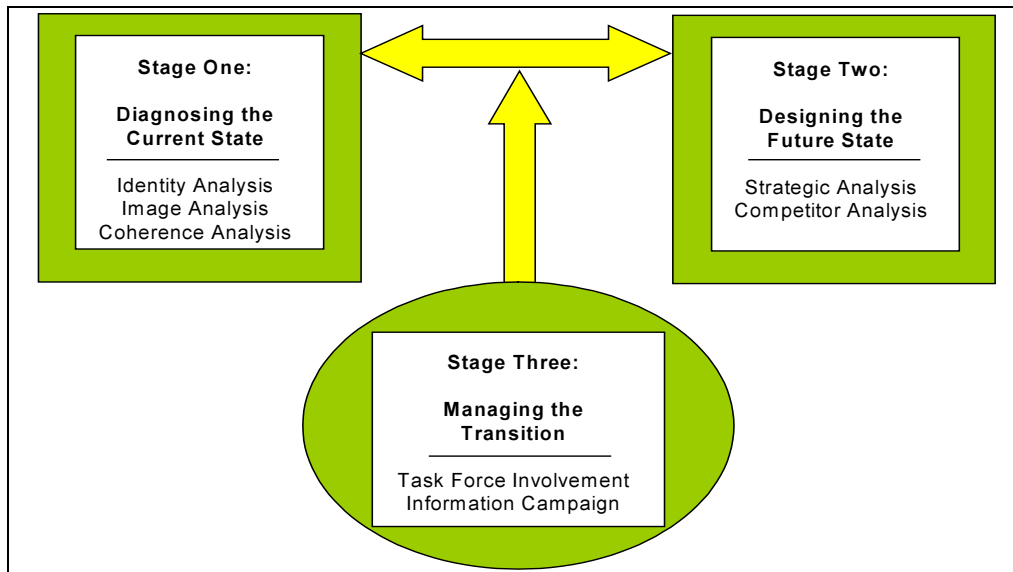 Stage One:
Diagnosing the
Current State
Identity Analysis
Image Analysis
Coherence Analysis
Stage Two:
Designing the
Future State
Strategic Analysis
Competitor Analysis
Stage Three:
Managing the
Transition
Task Force Involvement
Information Campaign